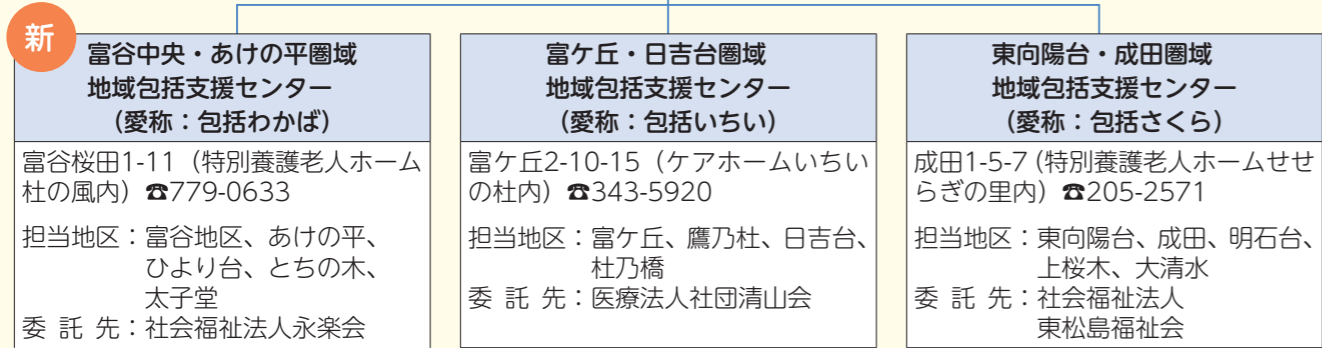 新
富谷中央・あけの平圏域
地域包括支援センター
（愛称：包括わかば）
富谷桜田1-11（特別養護老人ホーム
杜の風内）☎779-0633
担当地区：富谷地区、あけの平、
ひより台、とちの木、
太子堂
委 託 先：社会福祉法人永楽会
富ケ丘・日吉台圏域
地域包括支援センター
（愛称：包括いちい）
富ケ丘2-10-15（ケアホームいちい
の杜内）☎343-5920
担当地区：富ケ丘、鷹乃杜、日吉台、
杜乃橋
委 託 先：医療法人社団清山会
東向陽台・成田圏域
地域包括支援センター
（愛称：包括さくら）
成田1-5-7（特別養護老人ホームせせ
らぎの里内）☎205-2571
担当地区：東向陽台、成田、明石台、
上桜木、大清水
委 託 先：社会福祉法人
東松島福祉会